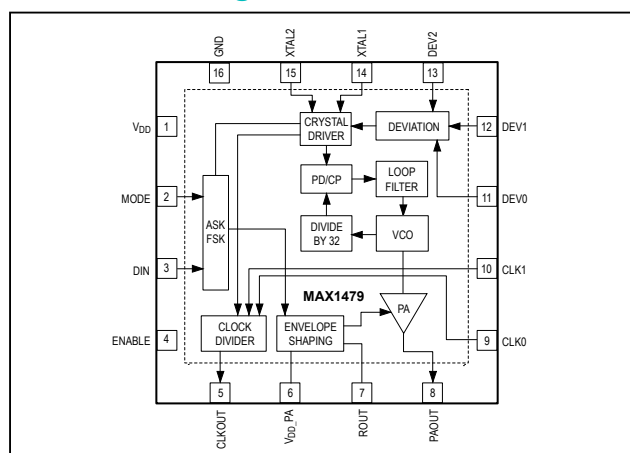 GND
XTAL2
XTAL1
DEV2
16
15
14
13
VDD
1
CRYSTAL
DRIVER
DEVIATION
12
DEV1
MODE
2
ASK
FSK
PD/CP
LOOP
FILTER
11
DEV0
DIVIDE
BY 32
VCO
DIN
3
10
CLK1
MAX1479
PA
ENABLE
4
CLOCK
DIVIDER
ENVELOPE
SHAPING
9
CLK0
5
6
7
8
CLKOUT
VDD_PA
ROUT
PAOUT